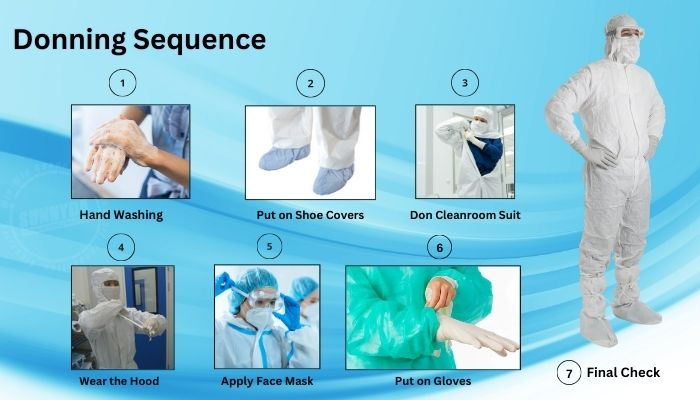 Donning Sequence
1
2
3
Hand Washing
Put on Shoe Covers
Don Cleanroom Suit
4
5
6
Wear the Hood
Apply Face Mask
Put on Gloves
7 Final Check